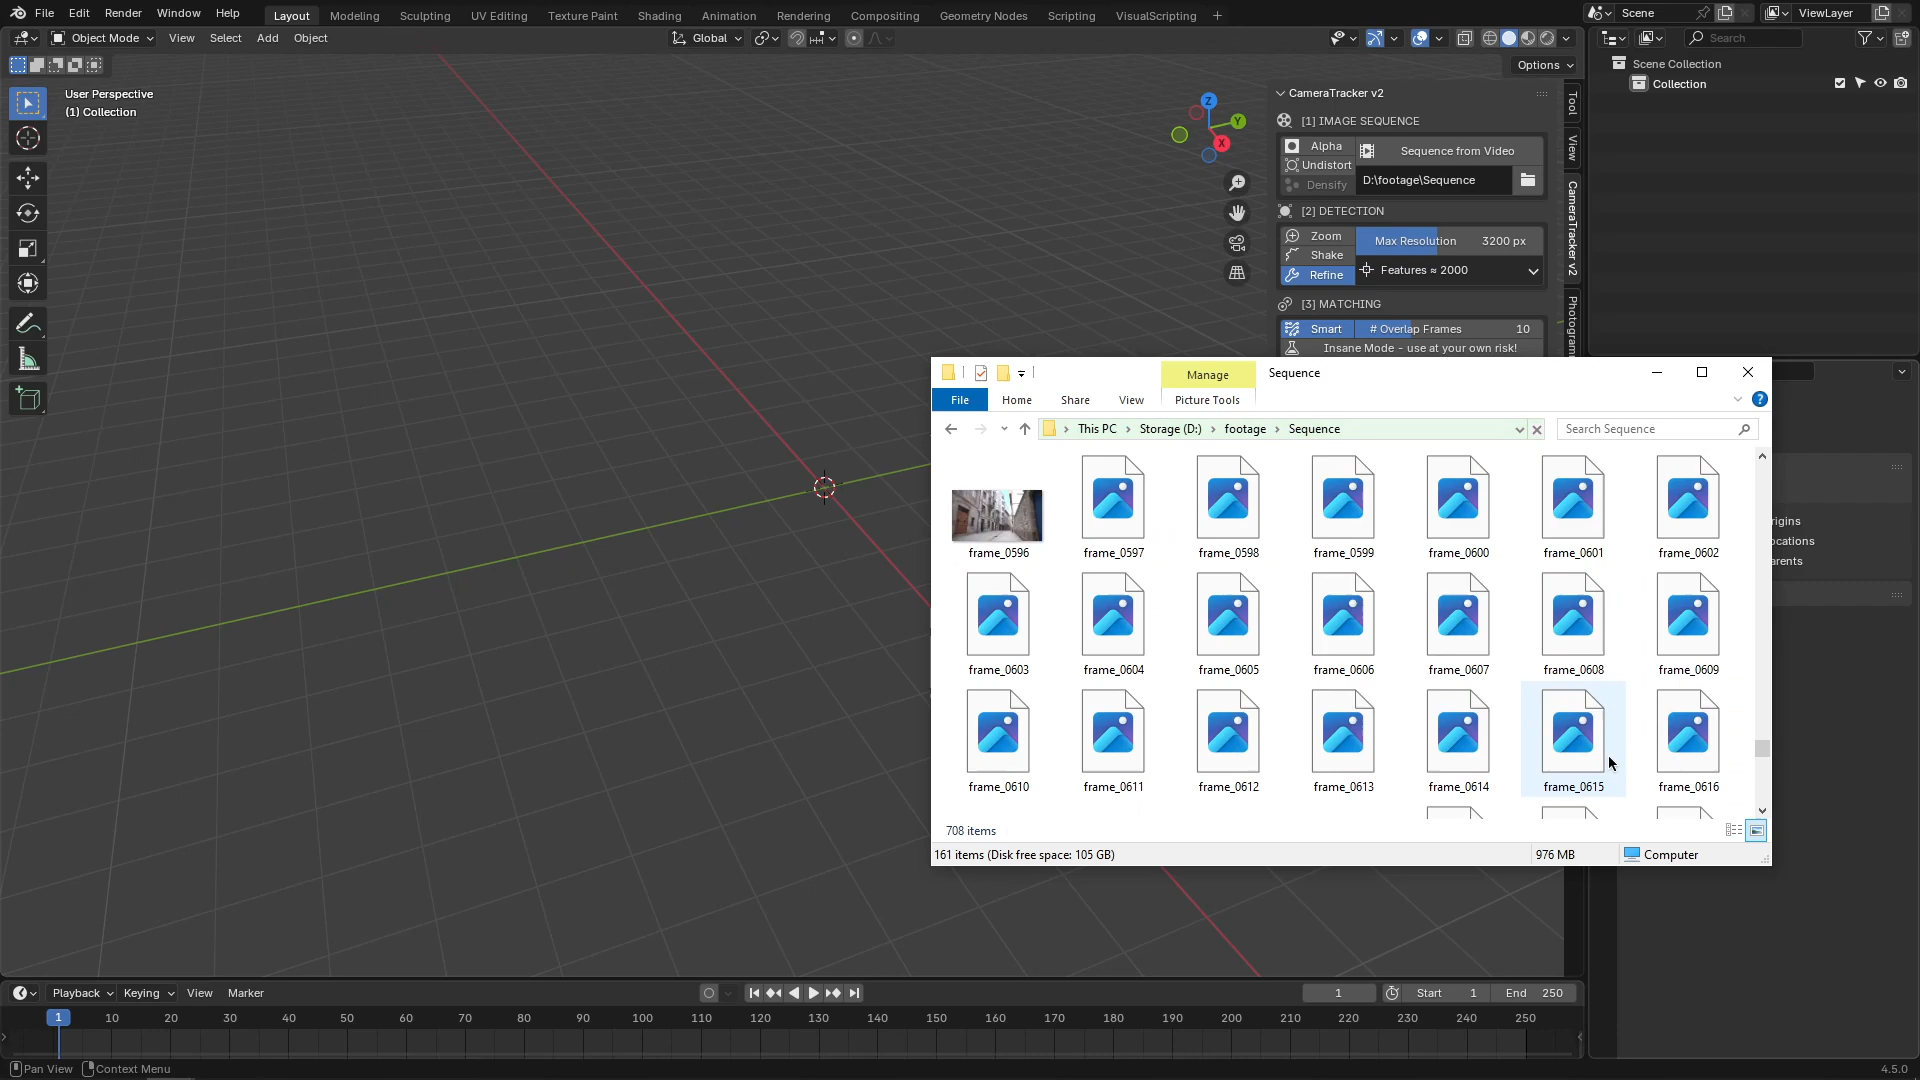 File Edit Render Window Help Layout Modeling Sculpting UV Editing Texture Paint Shading Animation Rendering Compositing Geometry Nodes Scripting VisualScripting + Scene ViewLayer
Object Mode View Select Add Object Global Search
Options
Scene Collection
Collection
User Perspective
(1) Collection
Z
Y
X
CameraTracker v2
[1] IMAGE SEQUENCE
Alpha
Sequence from Video
Undistort
Densify
D:\footage\Sequence
[2] DETECTION
Zoom
Max Resolution 3200 px
Shake
Features ≈ 2000
Refine
[3] MATCHING
Smart
# Overlap Frames 10
Insane Mode - use at your own risk!
Tool
View
CameraTracker v2
Photogram
Manage Sequence
File Home Share View Picture Tools
This PC Storage (D:) footage Sequence Search Sequence
frame_0596 frame_0597 frame_0598 frame_0599 frame_0600 frame_0601 frame_0602
frame_0603 frame_0604 frame_0605 frame_0606 frame_0607 frame_0608 frame_0609
frame_0610 frame_0611 frame_0612 frame_0613 frame_0614 frame_0615 frame_0616
708 items
161 items (Disk free space: 105 GB) 976 MB Computer
rigins
ocations
arents
Playback Keying View Marker 1 Start 1 End 250
1 10 20 30 40 50 60 70 80 90 100 110 120 130 140 150 160 170 180 190 200 210 220 230 240 250
Pan View Context Menu 4.5.0